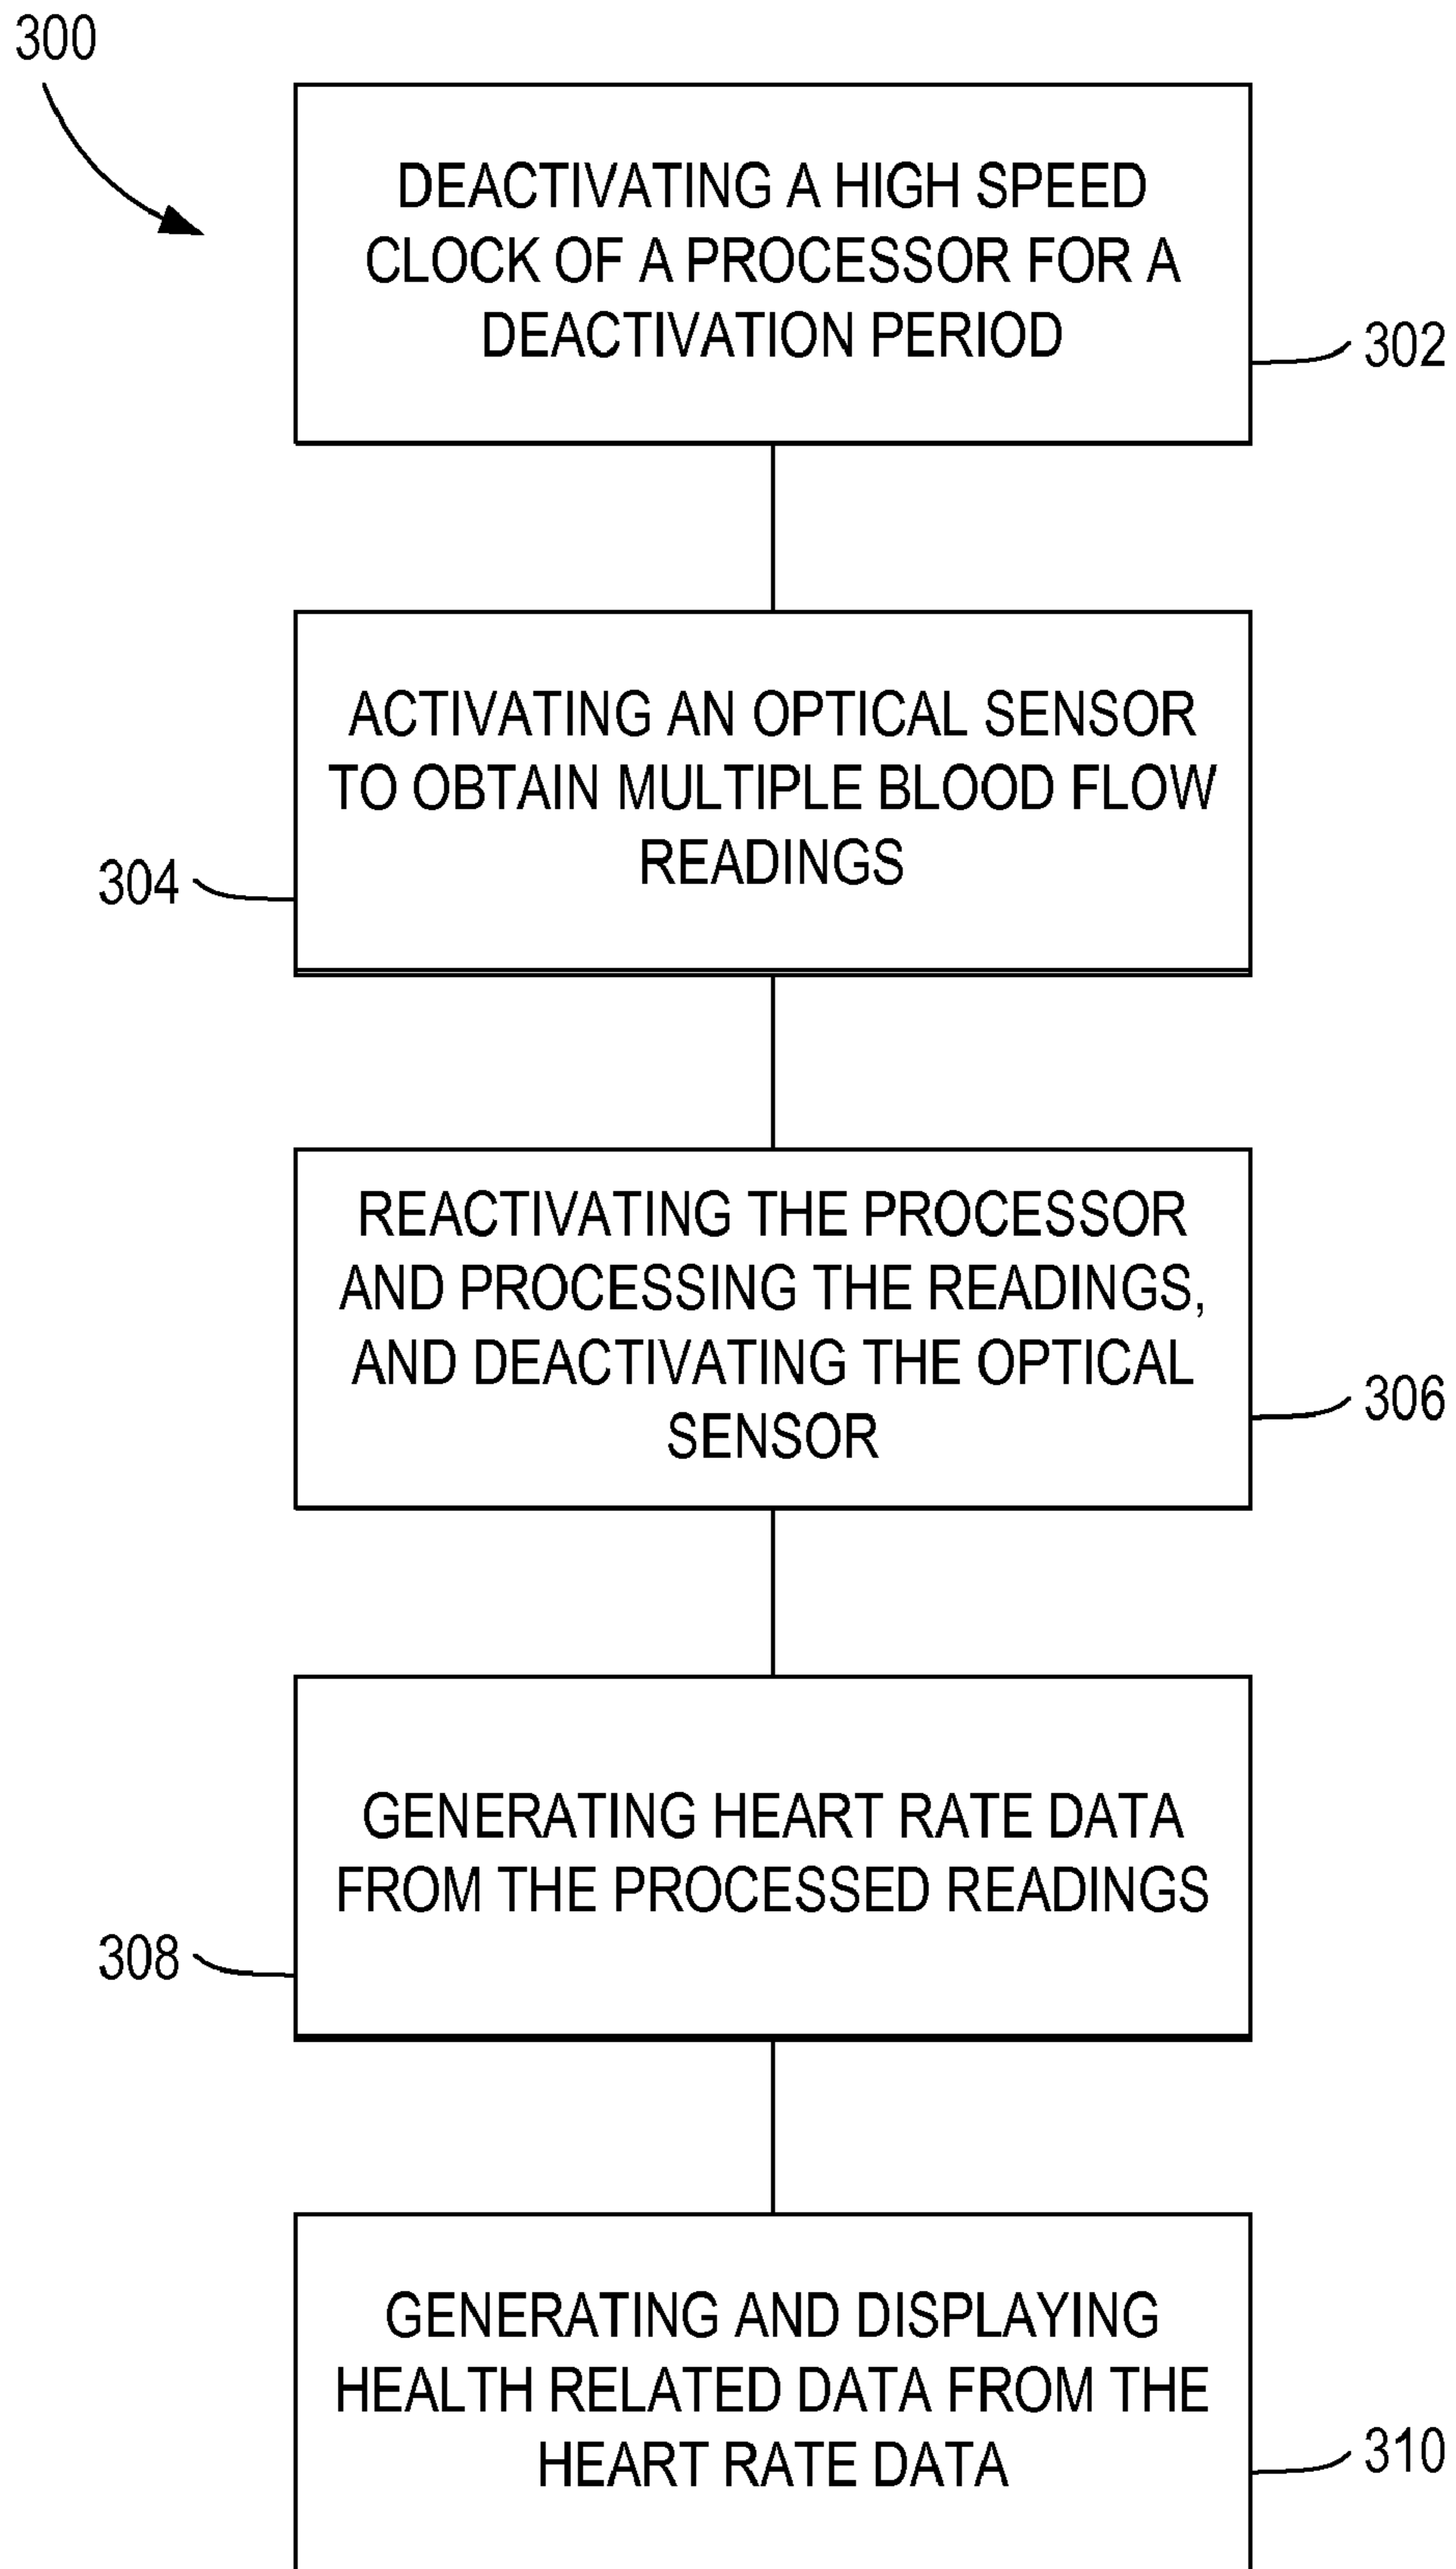 300
DEACTIVATING A HIGH SPEED
CLOCK OF A PROCESSOR FOR A
DEACTIVATION PERIOD
302
ACTIVATING AN OPTICAL SENSOR
TO OBTAIN MULTIPLE BLOOD FLOW
READINGS
304
REACTIVATING THE PROCESSOR
AND PROCESSING THE READINGS,
AND DEACTIVATING THE OPTICAL
SENSOR
306
GENERATING HEART RATE DATA
FROM THE PROCESSED READINGS
308
GENERATING AND DISPLAYING
HEALTH RELATED DATA FROM THE
HEART RATE DATA
310